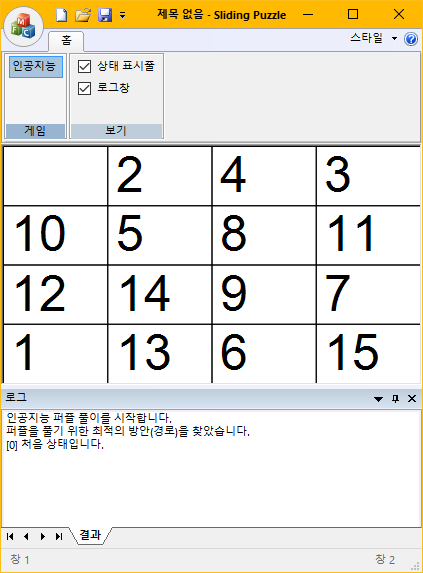 제목 없음 - Sliding Puzzle
MFC
홈
스타일
인공지능
상태 표시줄
로그창
게임
보기
2 4 3
10 5 8 11
12 14 9 7
1 13 6 15
로그
인공지능 퍼즐 풀이를 시작합니다.
퍼즐을 풀기 위한 최적의 방안(경로)을 찾았습니다.
[0] 처음 상태입니다.
결과
창 1 창 2